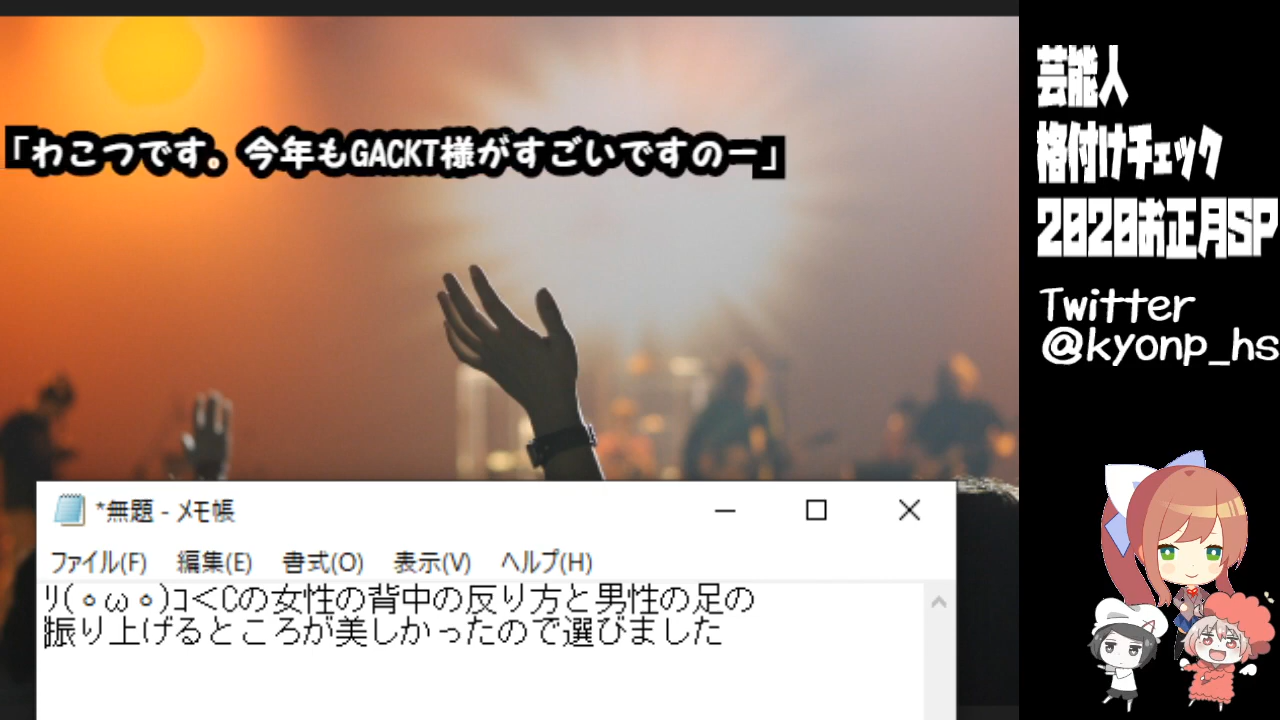 「わこつです。今年もGACKT様がすごいですのー」
芸能人
格付けチェック
2020お正月SP
Twitter
@kyonp_hs
*無題 - メモ帳
ファイル(F) 編集(E) 書式(O) 表示(V) ヘルプ(H)
ﾘ(｡ω｡)ｺ＜Cの女性の背中の反り方と男性の足の
振り上げるところが美しかったので選びました